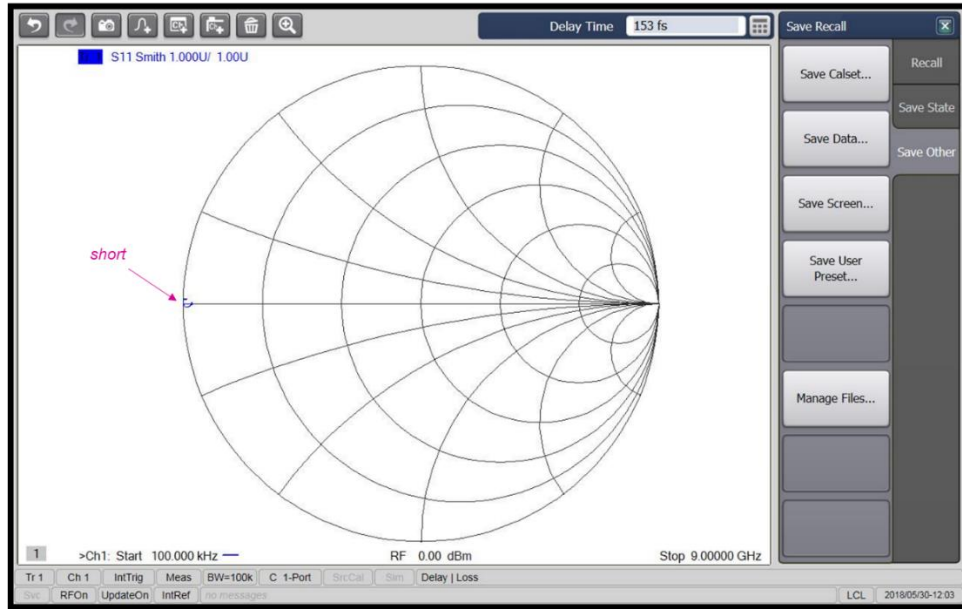 Delay Time 153 fs
Save Recall
S11 Smith 1.000U/ 1.00U
short
1
>Ch1: Start 100.000 kHz
RF 0.00 dBm
Stop 9.00000 GHz
Save Calset...
Save Data...
Save Screen...
Save User
Preset...
Manage Files...
Recall
Save State
Save Other
Tr 1 Ch 1 IntTrig Meas BW=100k C 1-Port SrcCal Sim Delay | Loss
Svc RFOn UpdateOn IntRef no messages LCL 2018/05/30-12:03